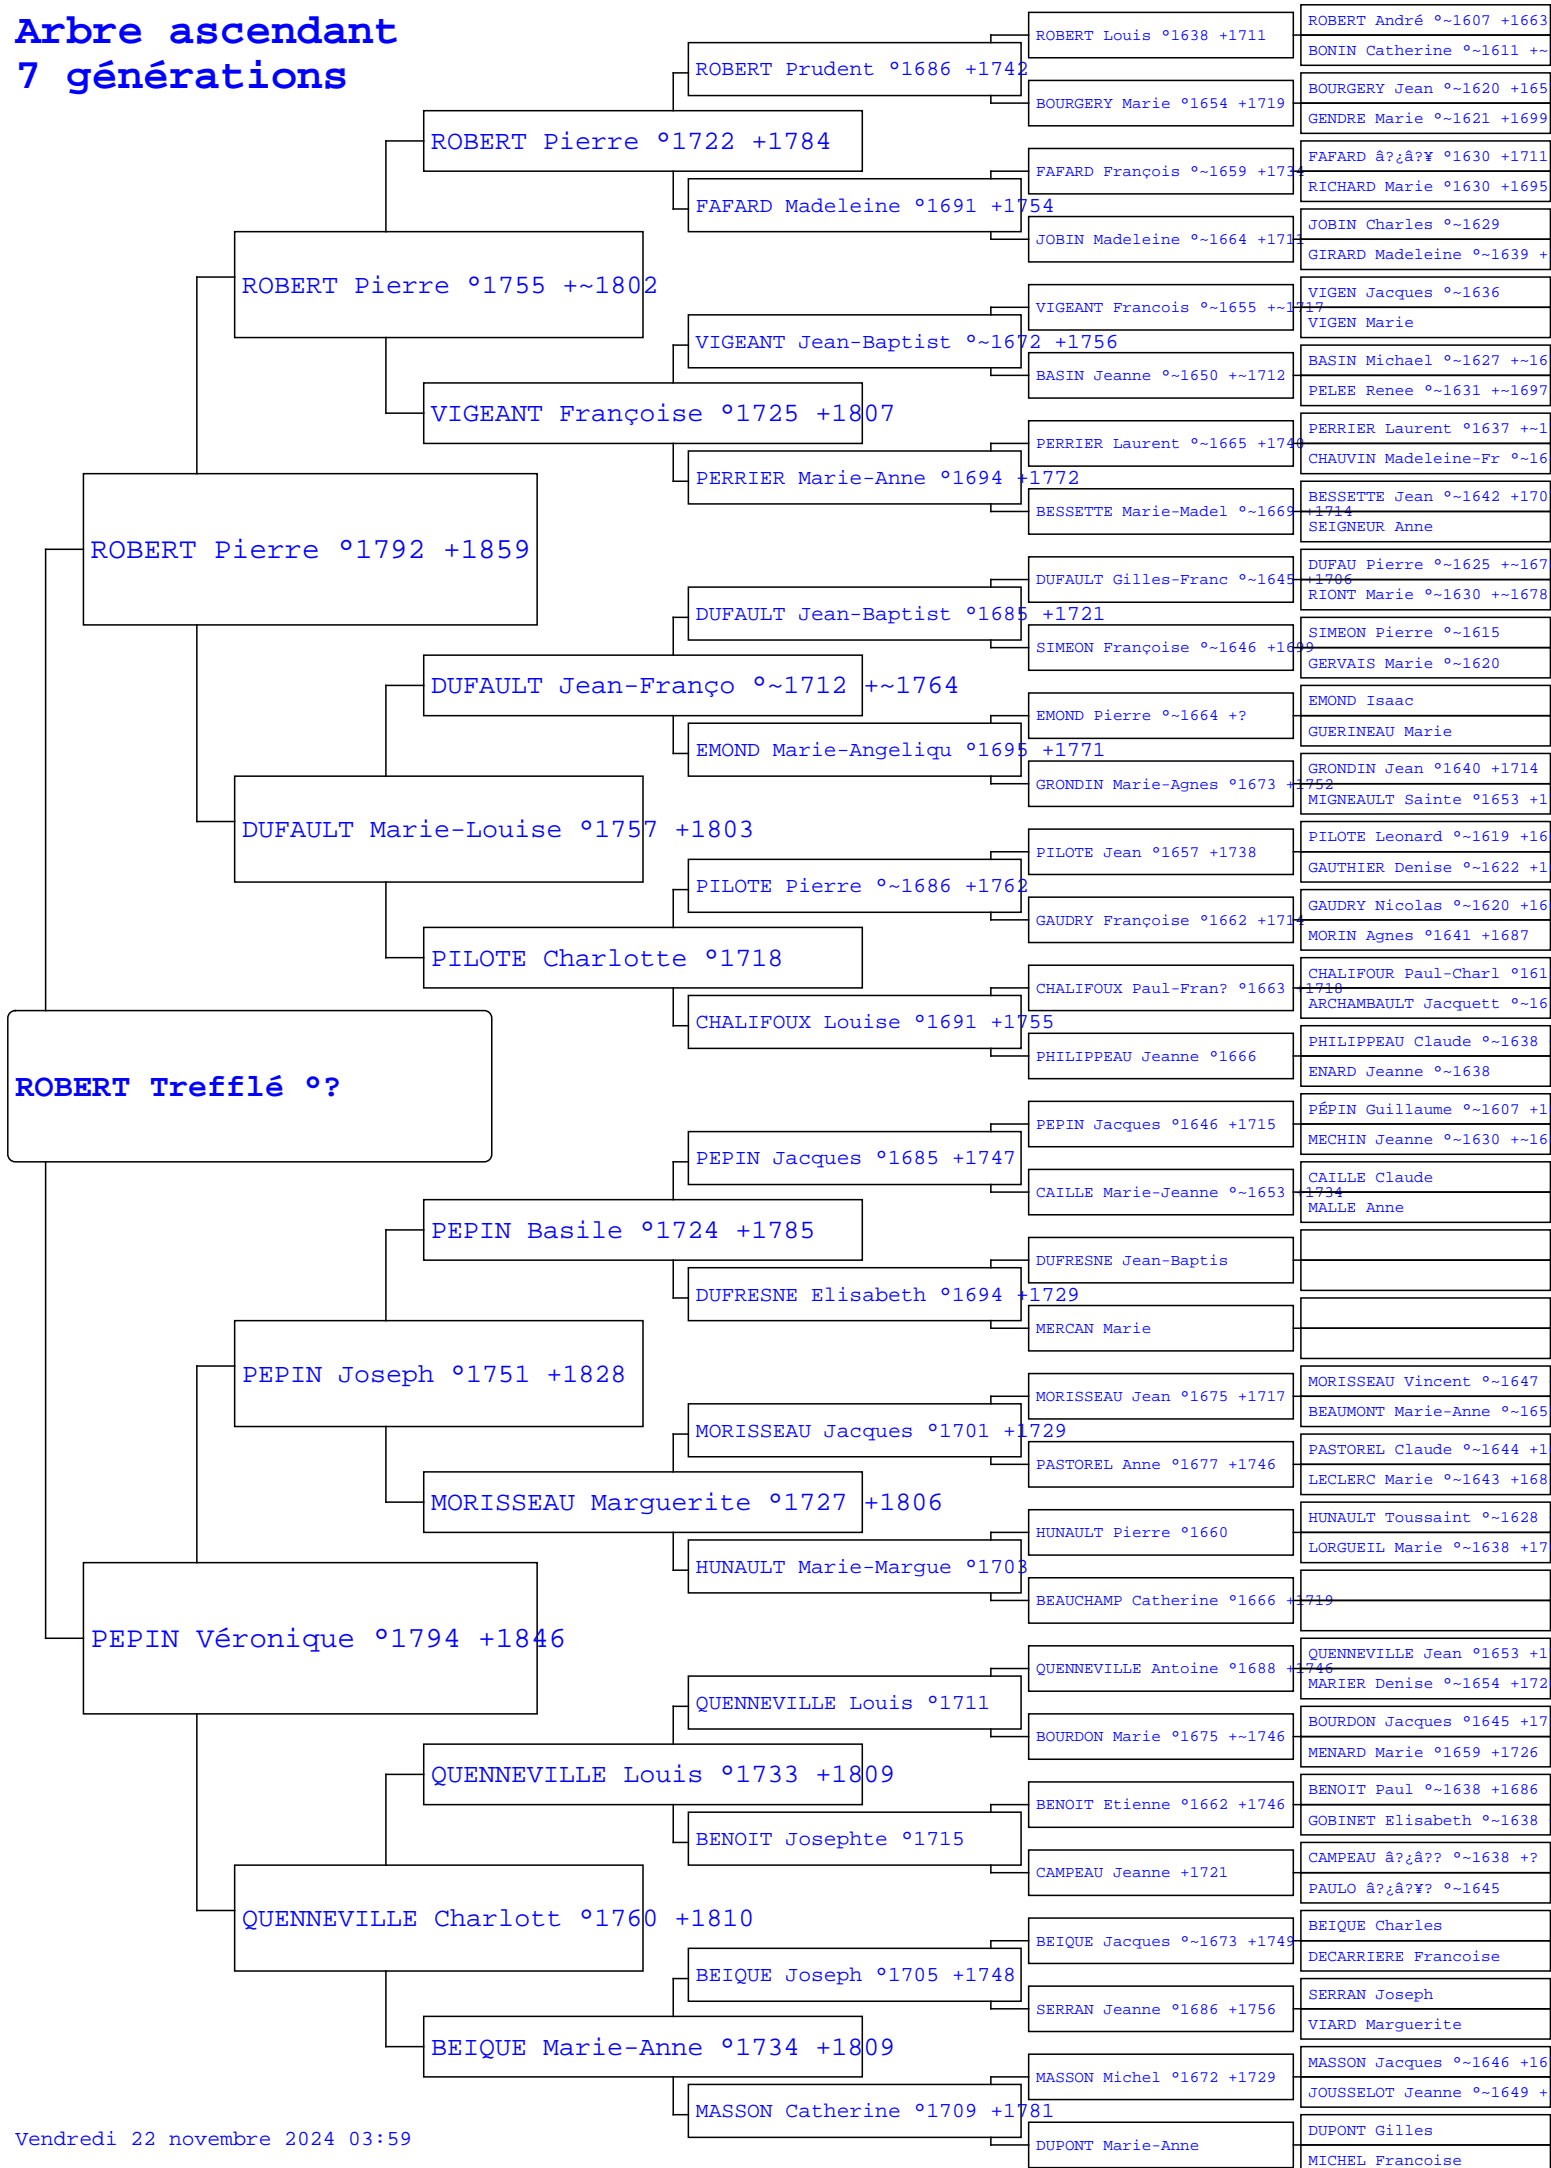 Arbre ascendant
7 générations
ROBERT Trefflé °?
ROBERT Pierre °1792 +1859
PEPIN Véronique °1794 +1846
ROBERT Pierre °1755 +~1802
DUFAULT Marie-Louise °1757 +1803
PEPIN Joseph °1751 +1828
QUENNEVILLE Charlott °1760 +1810
ROBERT Pierre °1722 +1784
VIGEANT Françoise °1725 +1807
DUFAULT Jean-Franço °~1712 +~1764
PILOTE Charlotte °1718
PEPIN Basile °1724 +1785
MORISSEAU Marguerite °1727 +1806
QUENNEVILLE Louis °1733 +1809
BEIQUE Marie-Anne °1734 +1809
ROBERT Prudent °1686 +1742
FAFARD Madeleine °1691 +1754
VIGEANT Jean-Baptist °~1672 +1756
PERRIER Marie-Anne °1694 +1772
DUFAULT Jean-Baptist °1685 +1721
EMOND Marie-Angeliqu °1695 +1771
PILOTE Pierre °~1686 +1762
CHALIFOUX Louise °1691 +1755
PEPIN Jacques °1685 +1747
DUFRESNE Elisabeth °1694 +1729
MORISSEAU Jacques °1701 +1729
HUNAULT Marie-Margue °1703
QUENNEVILLE Louis °1711
BENOIT Josephte °1715
BEIQUE Joseph °1705 +1748
MASSON Catherine °1709 +1781
ROBERT Louis °1638 +1711
BOURGERY Marie °1654 +1719
FAFARD François °~1659 +1734
JOBIN Madeleine °~1664 +1711
VIGEANT Francois °~1655 +~1717
BASIN Jeanne °~1650 +~1712
PERRIER Laurent °~1665 +1740
BESSETTE Marie-Madel °~1669 +1714
DUFAULT Gilles-Franc °~1645 +1706
SIMEON Françoise °~1646 +1699
EMOND Pierre °~1664 +?
GRONDIN Marie-Agnes °1673 +1752
PILOTE Jean °1657 +1738
GAUDRY Françoise °1662 +1714
CHALIFOUX Paul-Fran? °1663 +1718
PHILIPPEAU Jeanne °1666
PEPIN Jacques °1646 +1715
CAILLE Marie-Jeanne °~1653 +1734
DUFRESNE Jean-Baptis
MERCAN Marie
MORISSEAU Jean °1675 +1717
PASTOREL Anne °1677 +1746
HUNAULT Pierre °1660
BEAUCHAMP Catherine °1666 +1719
QUENNEVILLE Antoine °1688 +1746
BOURDON Marie °1675 +~1746
BENOIT Etienne °1662 +1746
CAMPEAU Jeanne +1721
BEIQUE Jacques °~1673 +1749
SERRAN Jeanne °1686 +1756
MASSON Michel °1672 +1729
DUPONT Marie-Anne
ROBERT André °~1607 +1663
BONIN Catherine °~1611 +~
BOURGERY Jean °~1620 +165
GENDRE Marie °~1621 +1699
FAFARD â?¿â?¥ °1630 +1711
RICHARD Marie °1630 +1695
JOBIN Charles °~1629
GIRARD Madeleine °~1639 +
VIGEN Jacques °~1636
VIGEN Marie
BASIN Michael °~1627 +~16
PELEE Renee °~1631 +~1697
PERRIER Laurent °1637 +~1
CHAUVIN Madeleine-Fr °~16
BESSETTE Jean °~1642 +170
SEIGNEUR Anne
DUFAU Pierre °~1625 +~167
RIONT Marie °~1630 +~1678
SIMEON Pierre °~1615
GERVAIS Marie °~1620
EMOND Isaac
GUERINEAU Marie
GRONDIN Jean °1640 +1714
MIGNEAULT Sainte °1653 +1
PILOTE Leonard °~1619 +16
GAUTHIER Denise °~1622 +1
GAUDRY Nicolas °~1620 +16
MORIN Agnes °1641 +1687
CHALIFOUR Paul-Charl °161
ARCHAMBAULT Jacquett °~16
PHILIPPEAU Claude °~1638
ENARD Jeanne °~1638
PÉPIN Guillaume °~1607 +1
MECHIN Jeanne °~1630 +~16
CAILLE Claude
MALLE Anne
MORISSEAU Vincent °~1647
BEAUMONT Marie-Anne °~165
PASTOREL Claude °~1644 +1
LECLERC Marie °~1643 +168
HUNAULT Toussaint °~1628
LORGUEIL Marie °~1638 +17
QUENNEVILLE Jean °1653 +1
MARIER Denise °~1654 +172
BOURDON Jacques °1645 +17
MENARD Marie °1659 +1726
BENOIT Paul °~1638 +1686
GOBINET Elisabeth °~1638
CAMPEAU â?¿â?? °~1638 +?
PAULO â?¿â?¥? °~1645
BEIQUE Charles
DECARRIERE Francoise
SERRAN Joseph
VIARD Marguerite
MASSON Jacques °~1646 +16
JOUSSELOT Jeanne °~1649 +
DUPONT Gilles
MICHEL Francoise
Vendredi 22 novembre 2024 03:59